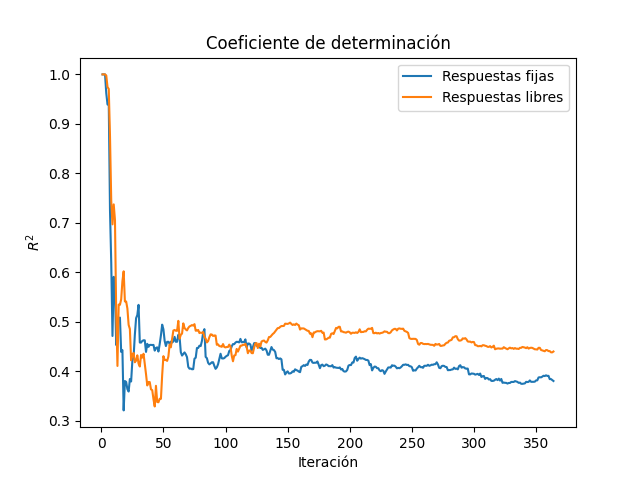 Coeficiente de determinación
Respuestas fijas
Respuestas libres
1.0
0.9
0.8
0.7
0.6
0.5
0.4
0.3
R²
0 50 100 150 200 250 300 350
Iteración